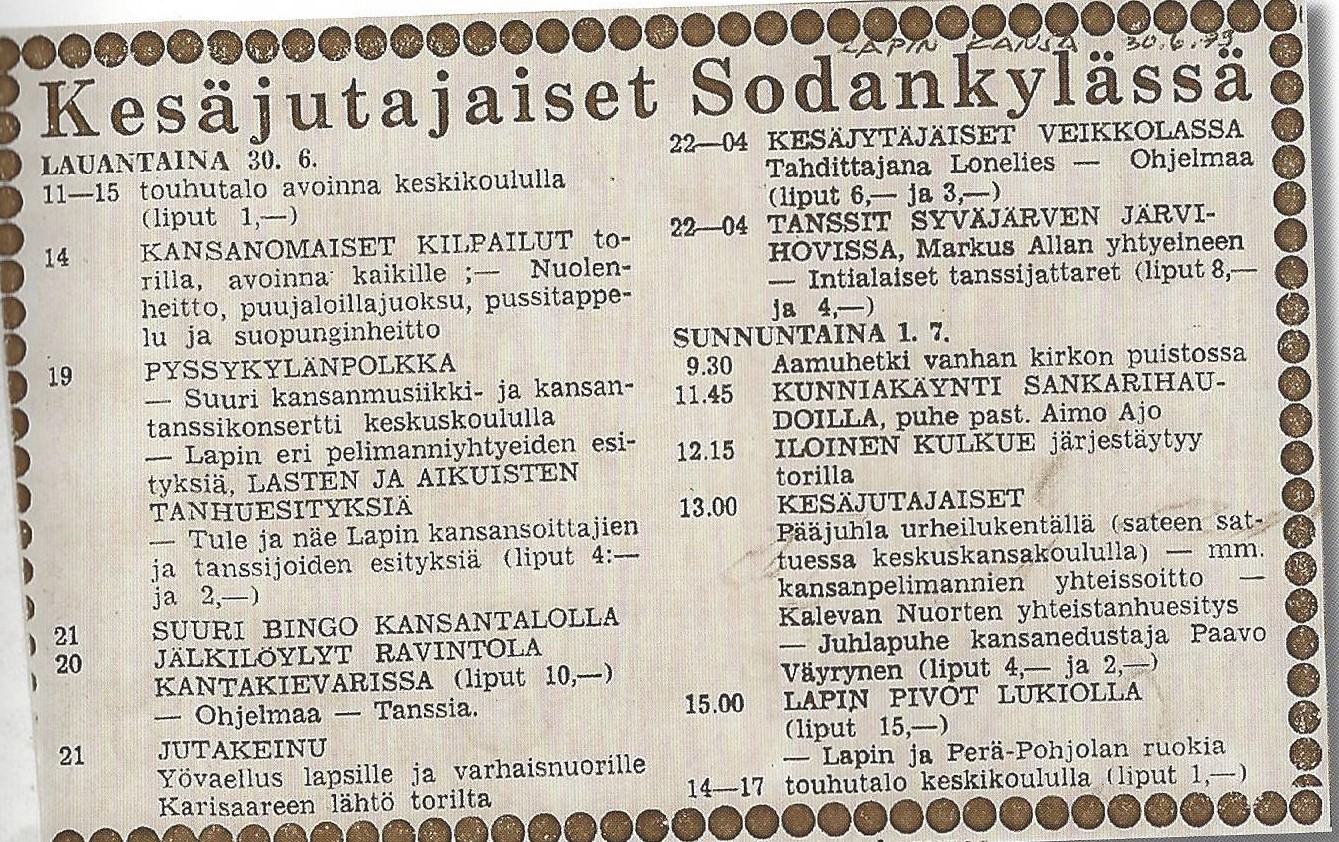 LAPIN KANSA 30.6.79
Kesäjutajaiset Sodankylässä
LAUANTAINA 30. 6.
11—15 touhutalo avoinna keskikoululla
(liput 1,—)
14 KANSANOMAISET KILPAILUT to-
rilla, avoinna kaikille ;— Nuolen-
heitto, puujaloillajuoksu, pussitappe-
lu ja suopunginheitto
19 PYSSYKYLÄNPOLKKA
— Suuri kansanmusiikki- ja kansan-
tanssikonsertti keskuskoululla
— Lapin eri pelimanniyhtyeiden esi-
tyksiä, LASTEN JA AIKUISTEN
TANHUESITYKSIÄ
— Tule ja näe Lapin kansansoittajien
ja tanssijoiden esityksiä (liput 4:—
ja 2,—)
21 SUURI BINGO KANSANTALOLLA
20 JÄLKILÖYLYT RAVINTOLA
KANTAKIEVARISSA (liput 10,—)
— Ohjelmaa — Tanssia.
21 JUTAKEINU
Yövaellus lapsille ja varhaisnuorille
Karisaareen lähtö torilta
22—04 KESÄJYTÄJÄISET VEIKKOLASSA
Tahdittajana Lonelies — Ohjelmaa
(liput 6,— ja 3,—)
22—04 TANSSIT SYVÄJÄRVEN JÄRVI-
HOVISSA, Markus Allan yhtyeineen
— Intialaiset tanssijattaret (liput 8,—
ja 4,—)
SUNNUNTAINA 1. 7.
9.30 Aamuhetki vanhan kirkon puistossa
11.45 KUNNIAKÄYNTI SANKARIHAU-
DOILLA, puhe past. Aimo Ajo
12.15 ILOINEN KULKUE järjestäytyy
torilla
13.00 KESÄJUTAJAISET
Pääjuhla urheilukentällä (sateen sat-
tuessa keskuskansakoululla) — mm.
kansanpelimannien yhteissoitto —
Kalevan Nuorten yhteistanhuesitys
— Juhlapuhe kansanedustaja Paavo
Väyrynen (liput 4,— ja 2,—)
15.00 LAPIN PIVOT LUKIOLLA
(liput 15,—)
— Lapin ja Perä-Pohjolan ruokia
14—17 touhutalo keskikoululla (liput 1,—)